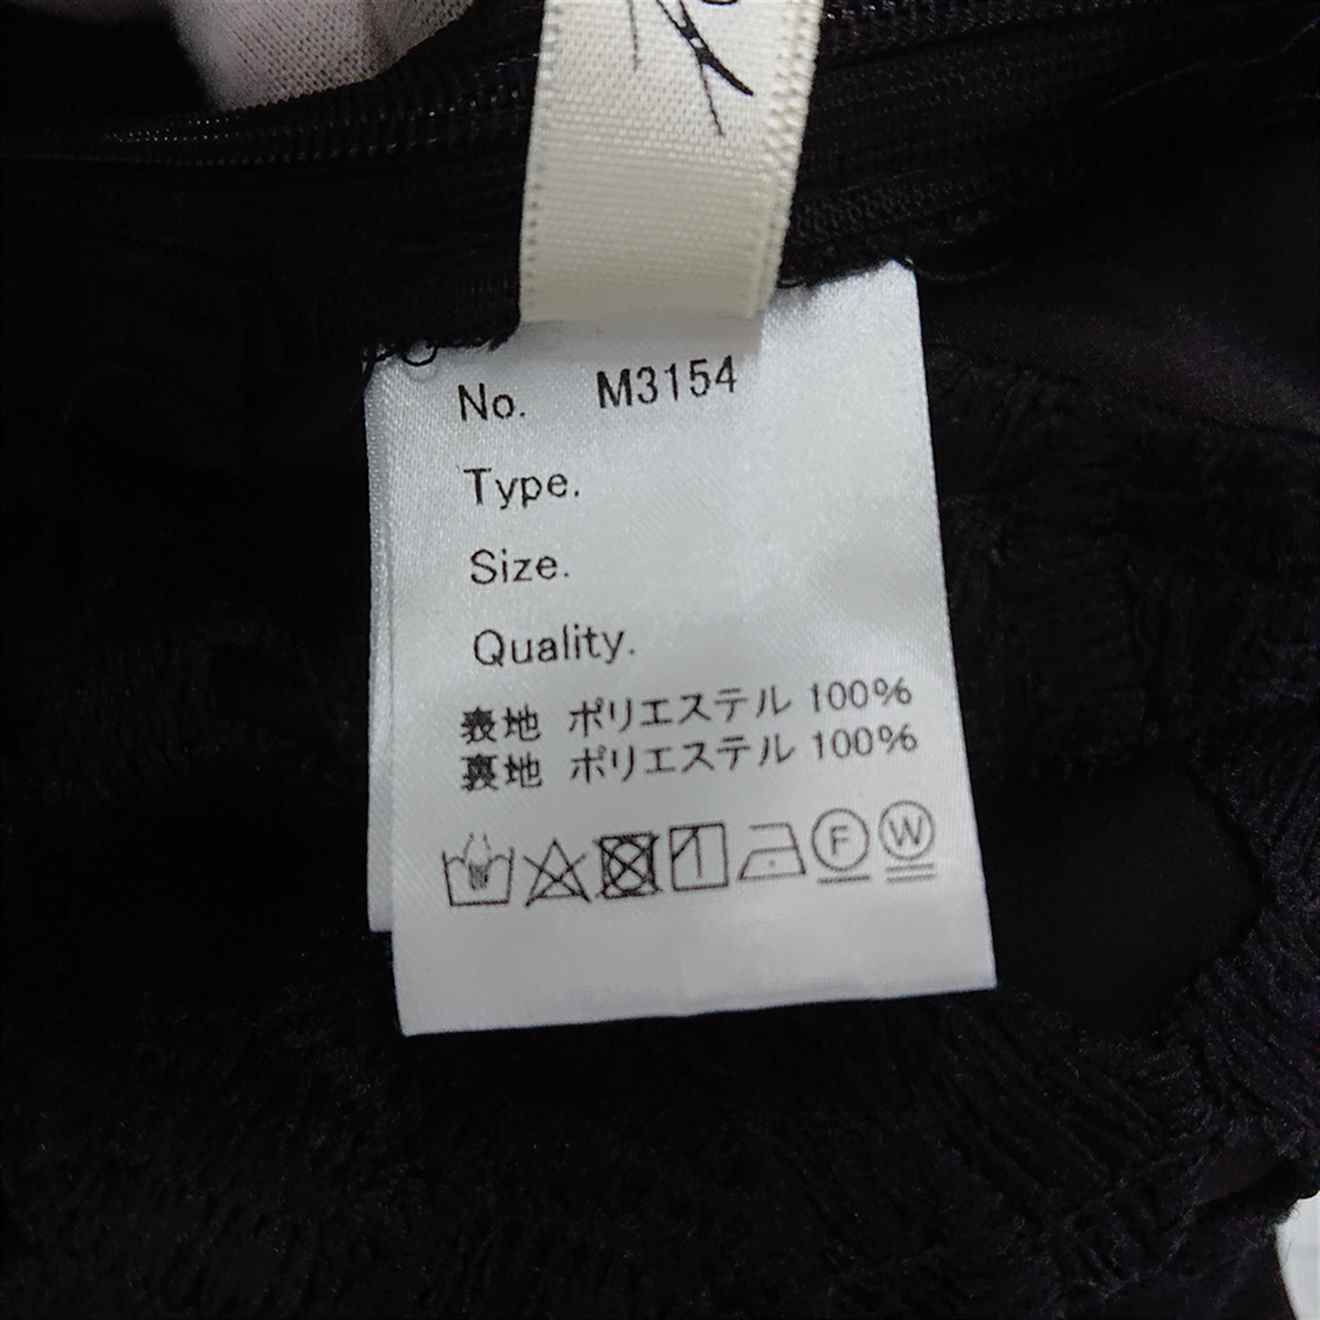 No. M3154
Type.
Size.
Quality.
表地 ポリエステル 100%
裏地 ポリエステル 100%
F W